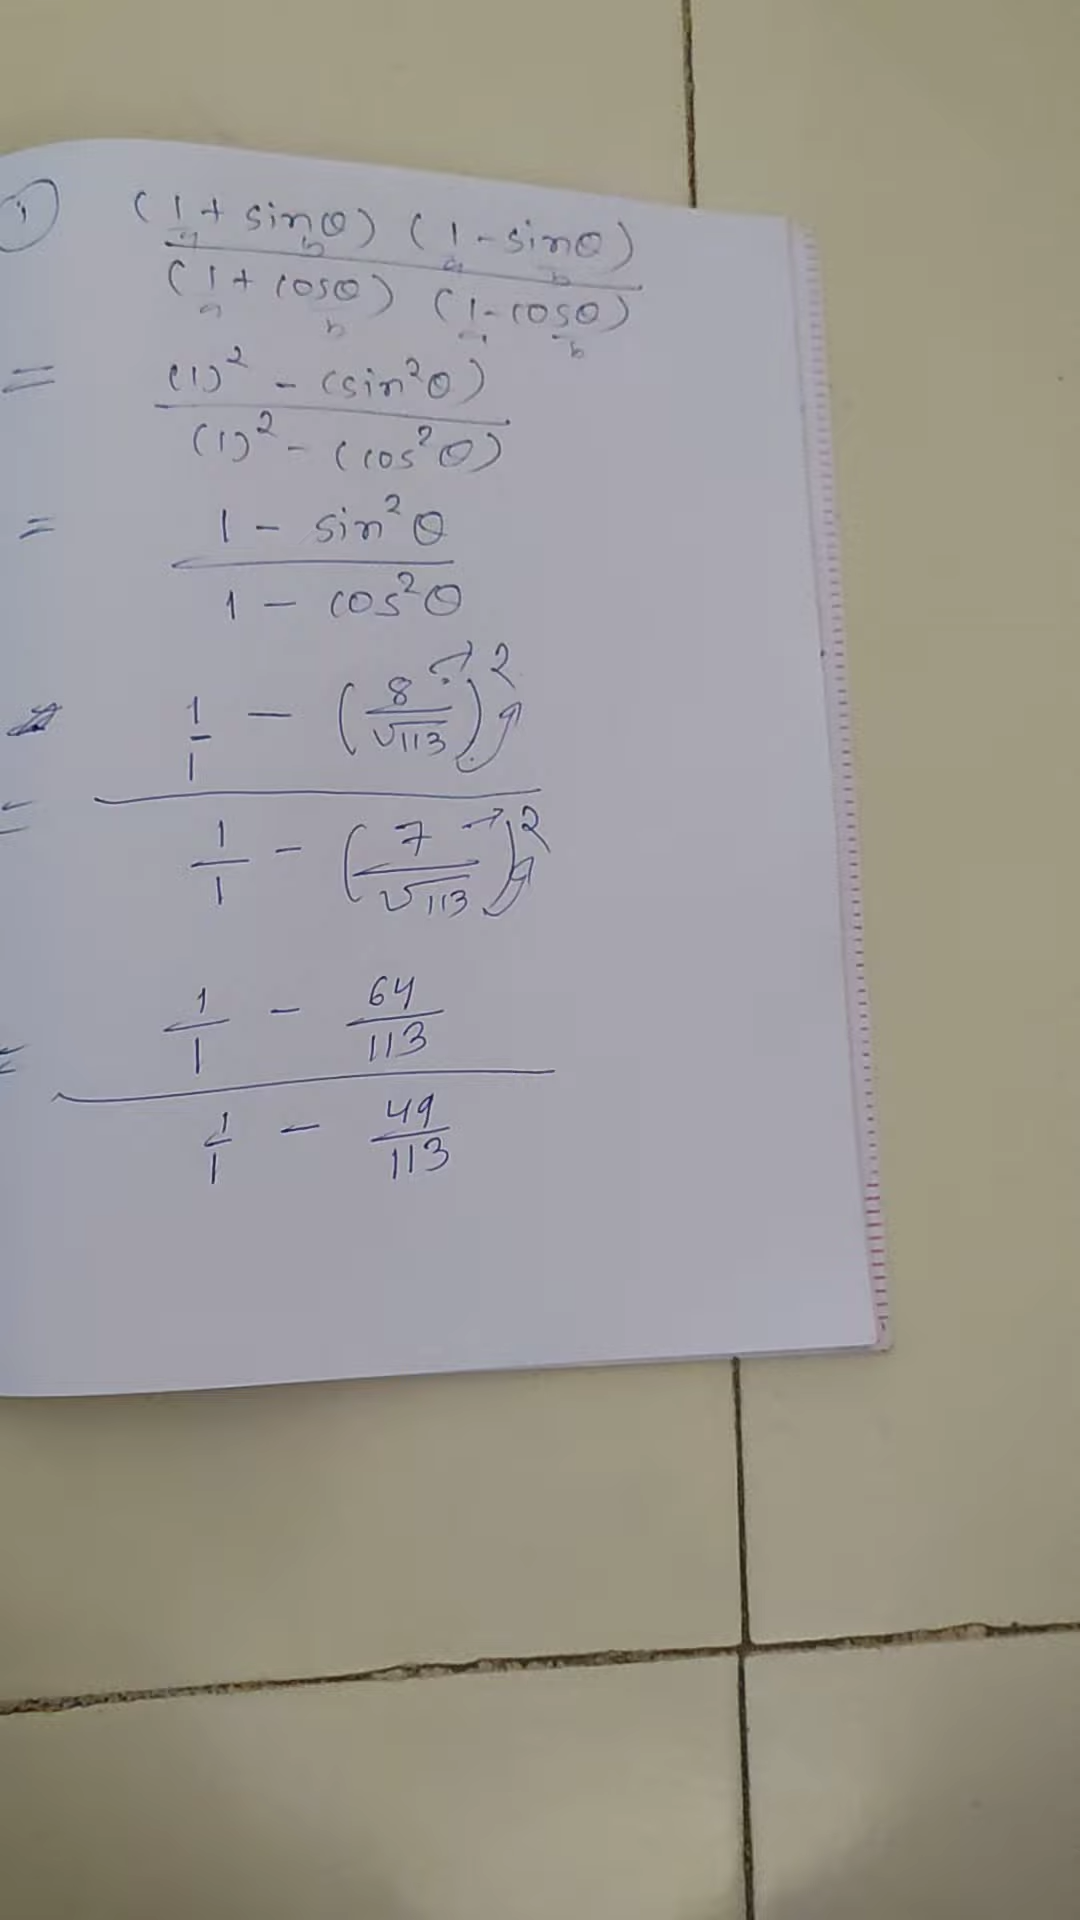 1
(1 + sinθ) (1 - sinθ)
a b a b
(1 + cosθ) (1 - cosθ)
a b a b
= (1)² - (sin²θ)
(1)² - (cos²θ)
= 1 - sin²θ
1 - cos²θ
1/1 - (8/√113)²
=
1/1 - (7/√113)²
1/1 - 64/113
=
1/1 - 49/113